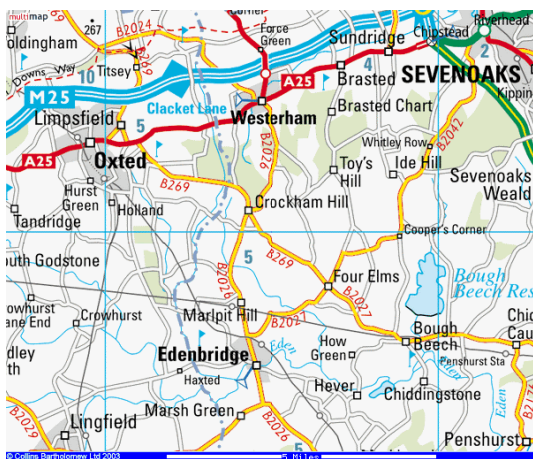 multimap
267
B2024
Force
Green
Sundridge
Chipstead
Riverhead
oldingham
Titsey
B269
Downs Way
10
4
2
SEVENOAKS
Brasted
A25
M25
Clacket Lane
Westerham
Brasted Chart
Kippin
Limpsfield
5
Whitley Row
B2042
A25
Oxted
B2026
Toy's
Hill
Ide Hill
Sevenoaks
Weald
Hurst
Green
B269
Holland
Tandridge
Crockham Hill
Cooper's Corner
outh Godstone
5
B269
Four Elms
Bough
Beech Res
B2026
B2027
owhurst
ane End
Crowhurst
Marlpit Hill
B2027
Bough
Beech
Chid
Cau
dley
th
Edenbridge
Eden
How
Green
Penshurst Sta
Haxted
Hever
Chiddingstone
Eden
Eden
Marsh Green
B2029
Lingfield
B2026
5
Penshurst
B2176
© Collins Bartholomew Ltd 2003
5 Miles